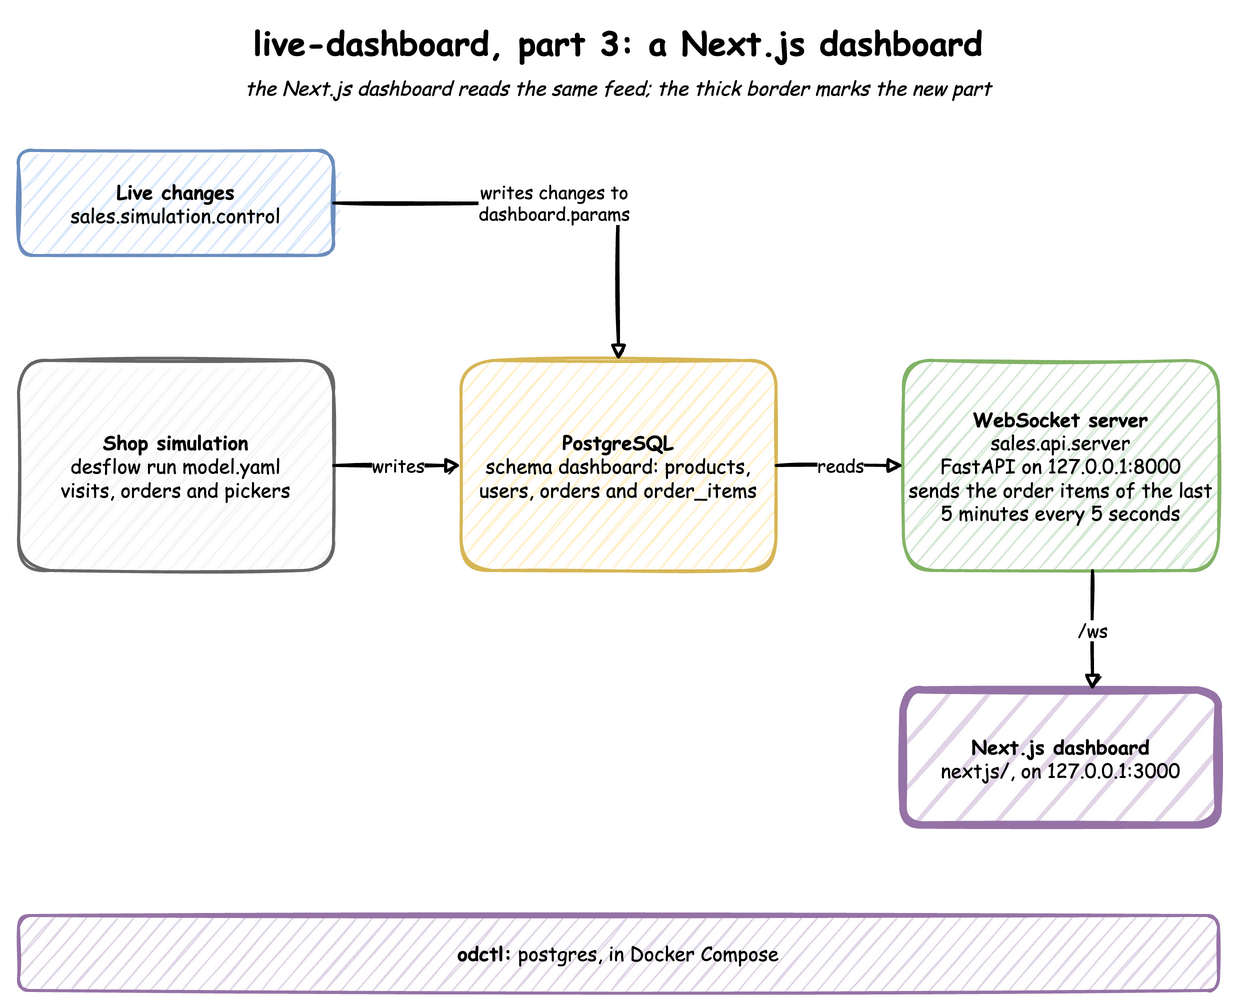 live-dashboard, part 3: a Next.js dashboard
the Next.js dashboard reads the same feed; the thick border marks the new part
Live changes
sales.simulation.control
writes changes to
dashboard.params
Shop simulation
desflow run model.yaml
visits, orders and pickers
writes
PostgreSQL
schema dashboard: products,
users, orders and order_items
reads
WebSocket server
sales.api.server
FastAPI on 127.0.0.1:8000
sends the order items of the last
5 minutes every 5 seconds
/ws
Next.js dashboard
nextjs/, on 127.0.0.1:3000
odctl: postgres, in Docker Compose